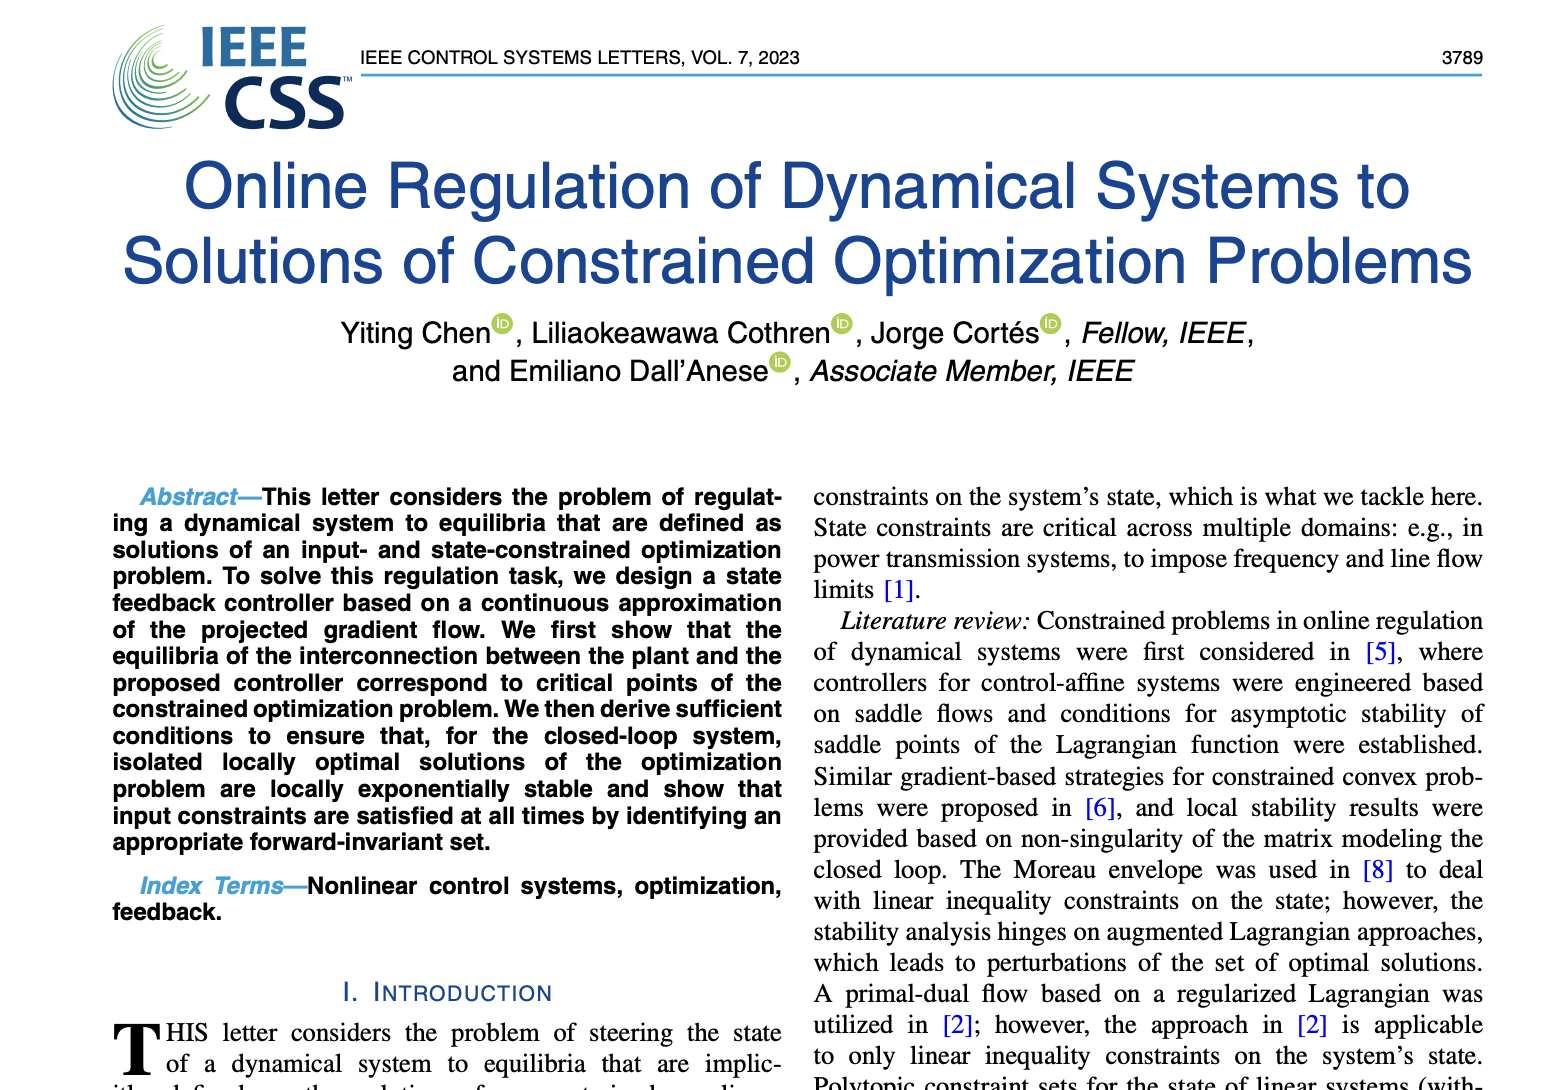 IEEE
CSS™
IEEE CONTROL SYSTEMS LETTERS, VOL. 7, 2023
3789
Online Regulation of Dynamical Systems to
Solutions of Constrained Optimization Problems
Yiting Chen, Liliaokeawawa Cothren, Jorge Cortés, Fellow, IEEE,
and Emiliano Dall'Anese, Associate Member, IEEE
Abstract—This letter considers the problem of regulat-
ing a dynamical system to equilibria that are defined as
solutions of an input- and state-constrained optimization
problem. To solve this regulation task, we design a state
feedback controller based on a continuous approximation
of the projected gradient flow. We first show that the
equilibria of the interconnection between the plant and the
proposed controller correspond to critical points of the
constrained optimization problem. We then derive sufficient
conditions to ensure that, for the closed-loop system,
isolated locally optimal solutions of the optimization
problem are locally exponentially stable and show that
input constraints are satisfied at all times by identifying an
appropriate forward-invariant set.
Index Terms—Nonlinear control systems, optimization,
feedback.
I. INTRODUCTION
THIS letter considers the problem of steering the state
of a dynamical system to equilibria that are implic-
constraints on the system's state, which is what we tackle here.
State constraints are critical across multiple domains: e.g., in
power transmission systems, to impose frequency and line flow
limits [1].
Literature review: Constrained problems in online regulation
of dynamical systems were first considered in [5], where
controllers for control-affine systems were engineered based
on saddle flows and conditions for asymptotic stability of
saddle points of the Lagrangian function were established.
Similar gradient-based strategies for constrained convex prob-
lems were proposed in [6], and local stability results were
provided based on non-singularity of the matrix modeling the
closed loop. The Moreau envelope was used in [8] to deal
with linear inequality constraints on the state; however, the
stability analysis hinges on augmented Lagrangian approaches,
which leads to perturbations of the set of optimal solutions.
A primal-dual flow based on a regularized Lagrangian was
utilized in [2]; however, the approach in [2] is applicable
to only linear inequality constraints on the system's state.
Polytopic constraint sets for the state of linear systems (with-